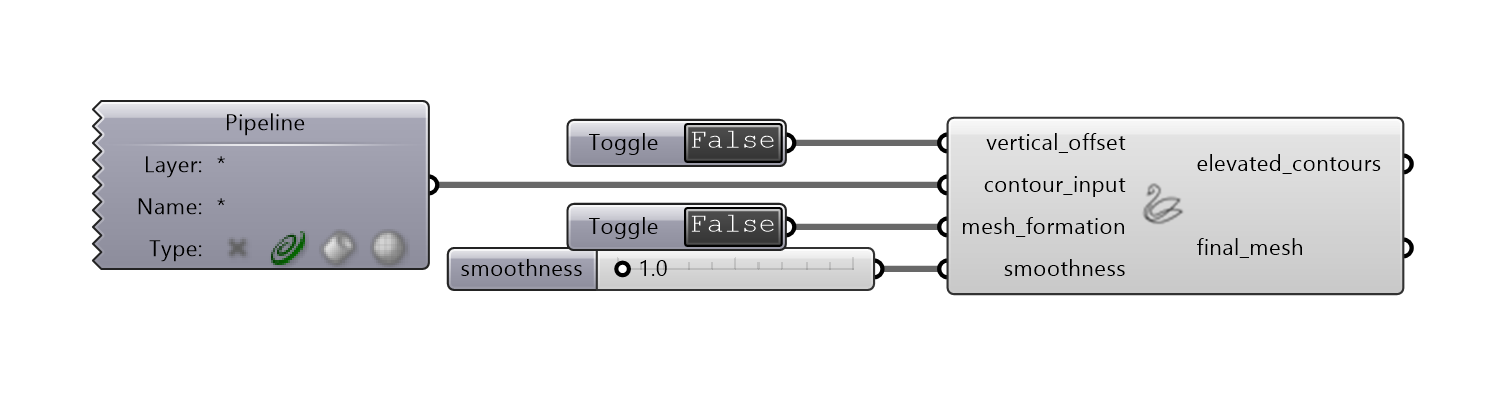 Pipeline
Layer: *
Name: *
Type:
Toggle False
Toggle False
smoothness 1.0
vertical_offset
contour_input
mesh_formation
smoothness
elevated_contours
final_mesh